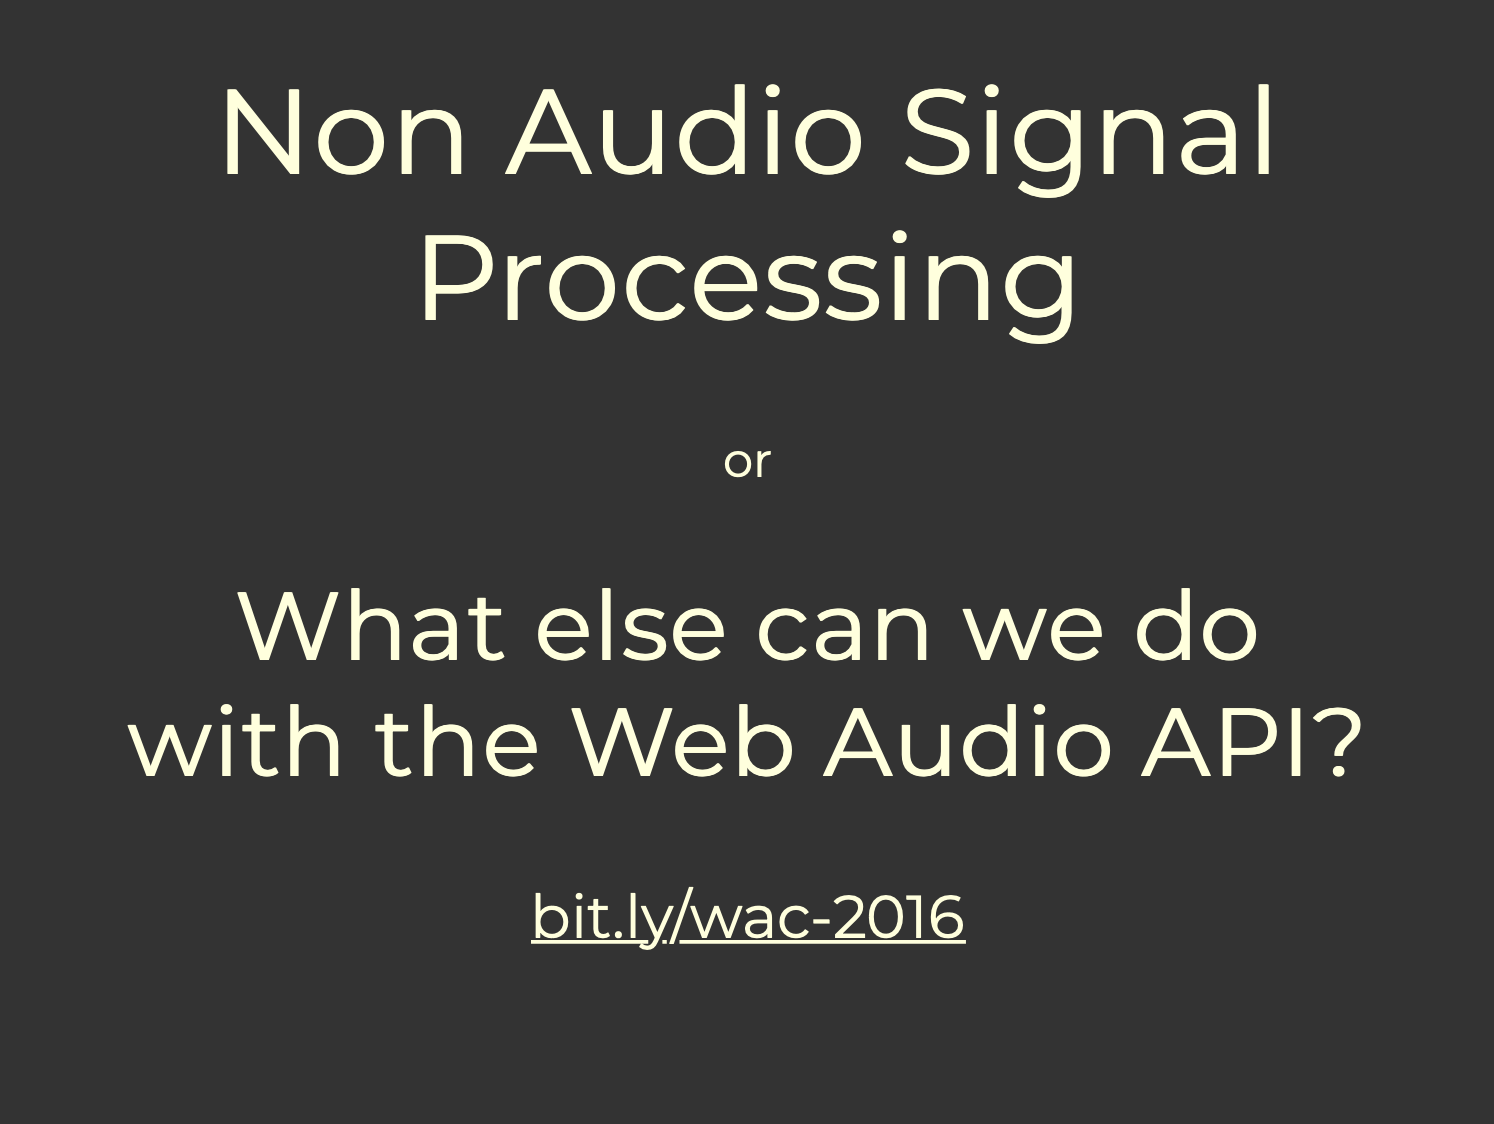 Non Audio Signal
Processing
or
What else can we do
with the Web Audio API?
bit.ly/wac-2016